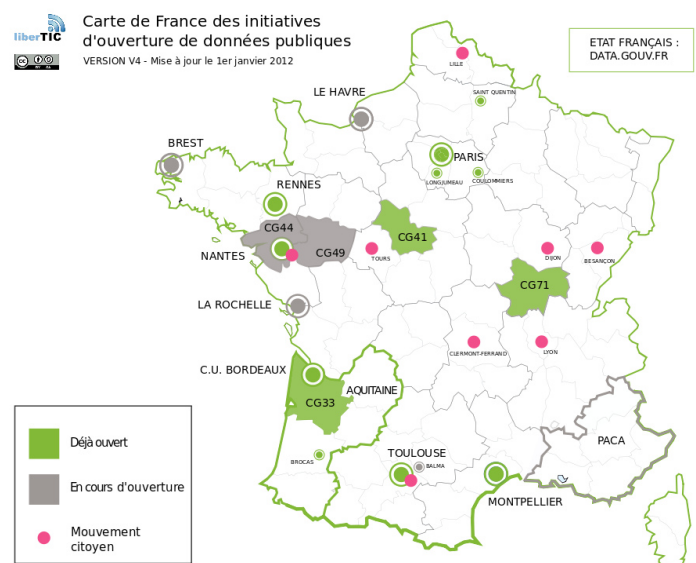 liberTIC
Carte de France des initiatives
d'ouverture de données publiques
VERSION V4 - Mise à jour le 1er janvier 2012
ETAT FRANÇAIS :
DATA.GOUV.FR
LILLE
LE HAVRE
SAINT QUENTIN
BREST
PARIS
LONGJUMEAU
COULOMMIERS
RENNES
CG44
CG41
NANTES
CG49
TOURS
DIJON
BESANÇON
CG71
LA ROCHELLE
CLERMONT-FERRAND
LYON
C.U. BORDEAUX
AQUITAINE
CG33
PACA
BROCAS
TOULOUSE
BALMA
MONTPELLIER
Déjà ouvert
En cours d'ouverture
Mouvement
citoyen